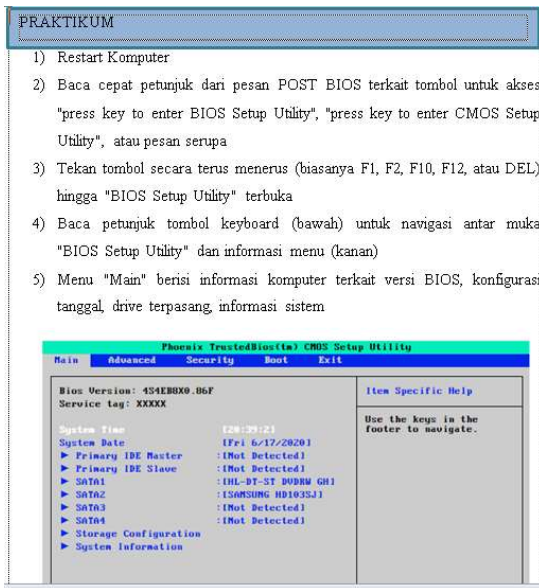 PRAKTIKUM
1) Restart Komputer
2) Baca cepat petunjuk dari pesan POST BIOS terkait tombol untuk akses
"press key to enter BIOS Setup Utility", "press key to enter CMOS Setup
Utility", atau pesan serupa
3) Tekan tombol secara terus menerus (biasanya F1, F2, F10, F12, atau DEL)
hingga "BIOS Setup Utility" terbuka
4) Baca petunjuk tombol keyboard (bawah) untuk navigasi antar muka
"BIOS Setup Utility" dan informasi menu (kanan)
5) Menu "Main" berisi informasi komputer terkait versi BIOS, konfigurasi
tanggal, drive terpasang, informasi sistem
Phoenix TrustedBios(tm) CMOS Setup Utility
Main Advanced Security Boot Exit
Bios Version: 4S4EB8X0.86F
Service tag: XXXXX
System Time [20:39:2]
System Date [Fri 6/17/2020]
Primary IDE Master :[Not Detected]
Primary IDE Slave :[Not Detected]
SATA1 :[HL-DT-ST DVDRW GH]
SATA2 :[SAMSUNG HD103SJ]
SATA3 :[Not Detected]
SATA4 :[Not Detected]
Storage Configuration
System Information
Item Specific Help
Use the keys in the
footer to navigate.